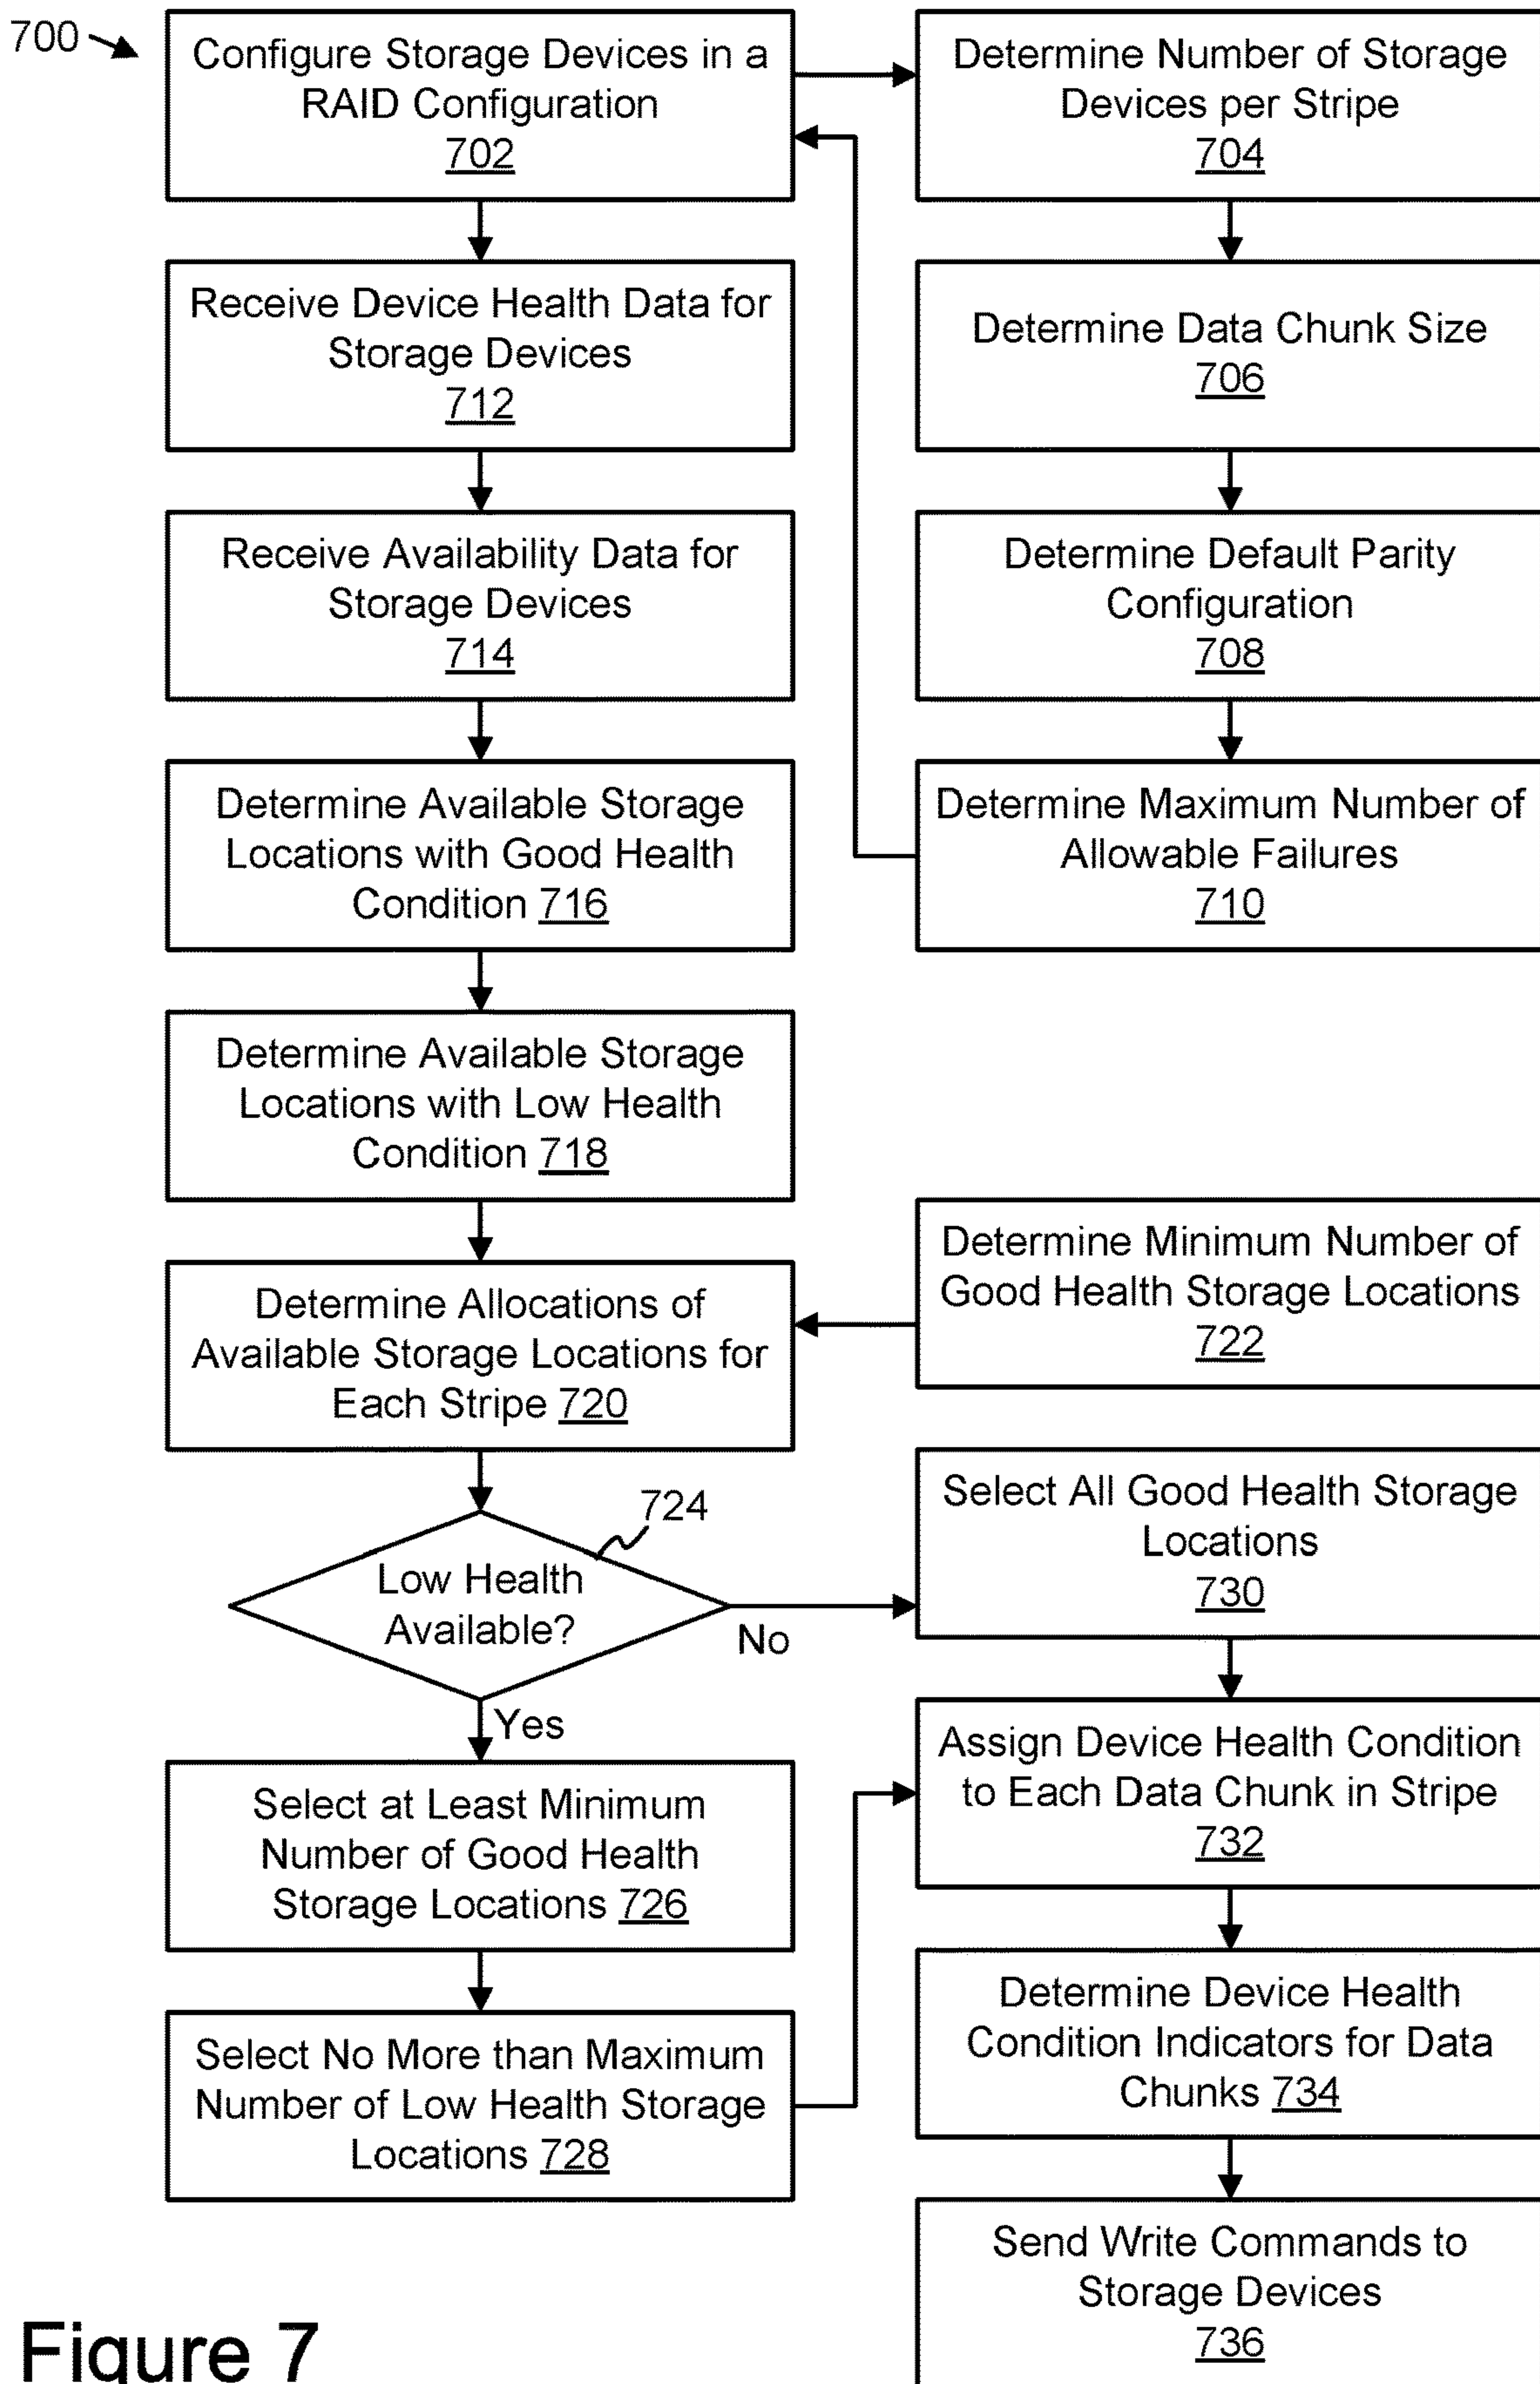 700
Configure Storage Devices in a
RAID Configuration
702
Determine Number of Storage
Devices per Stripe
704
Receive Device Health Data for
Storage Devices
712
Determine Data Chunk Size
706
Receive Availability Data for
Storage Devices
714
Determine Default Parity
Configuration
708
Determine Available Storage
Locations with Good Health
Condition 716
Determine Maximum Number of
Allowable Failures
710
Determine Available Storage
Locations with Low Health
Condition 718
Determine Minimum Number of
Good Health Storage Locations
722
Determine Allocations of
Available Storage Locations for
Each Stripe 720
724
Low Health
Available?
No
Yes
Select All Good Health Storage
Locations
730
Assign Device Health Condition
to Each Data Chunk in Stripe
732
Select at Least Minimum
Number of Good Health
Storage Locations 726
Select No More than Maximum
Number of Low Health Storage
Locations 728
Determine Device Health
Condition Indicators for Data
Chunks 734
Send Write Commands to
Storage Devices
736
Figure 7